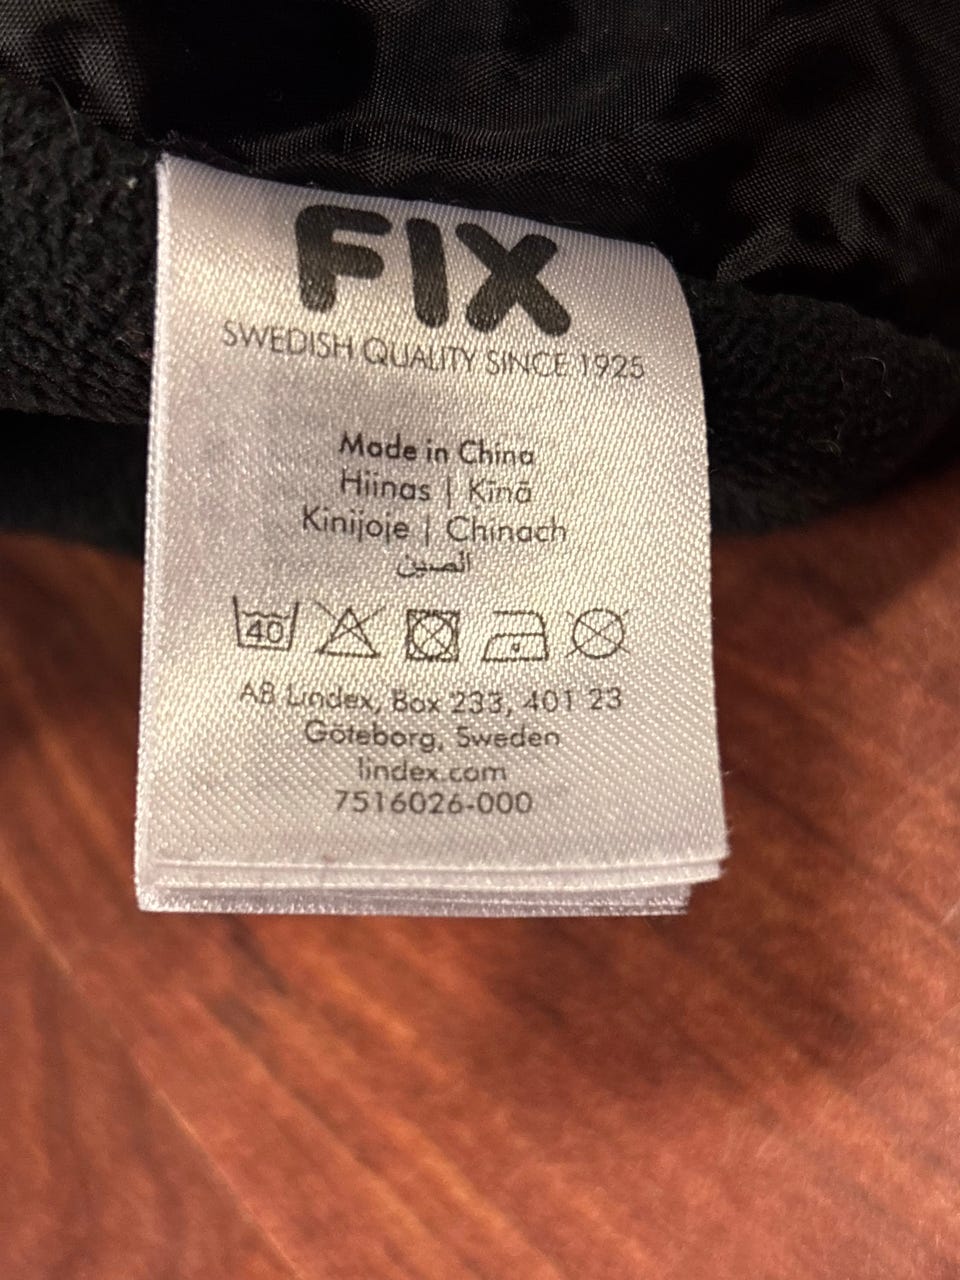 FIX
SWEDISH QUALITY SINCE 1925
Made in China
Hiinas | Ķīnā
Kinijoje | Chinach
الصين
40
AB Lindex, Box 233, 401 23
Göteborg, Sweden
lindex.com
7516026-000